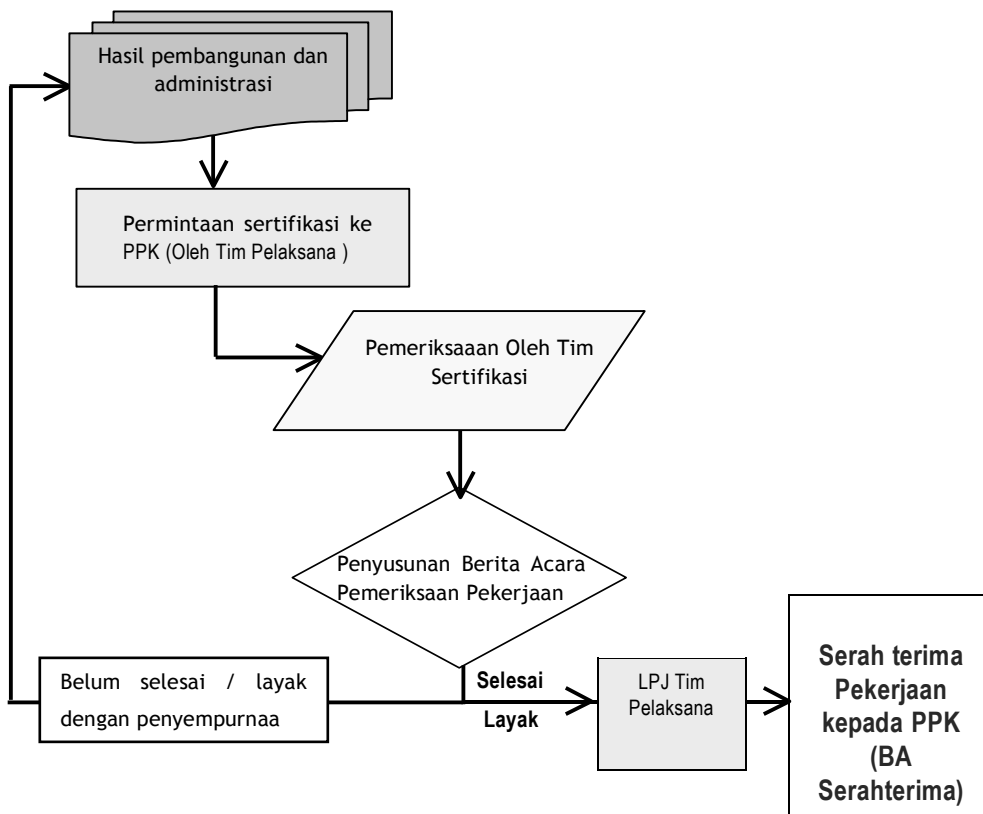 Hasil pembangunan dan
administrasi
Permintaan sertifikasi ke
PPK (Oleh Tim Pelaksana )
Pemeriksaaan Oleh Tim
Sertifikasi
Penyusunan Berita Acara
Pemeriksaan Pekerjaan
Belum selesai / layak
dengan penyempurnaa
Selesai
Layak
LPJ Tim
Pelaksana
Serah terima
Pekerjaan
kepada PPK
(BA
Serahterima)